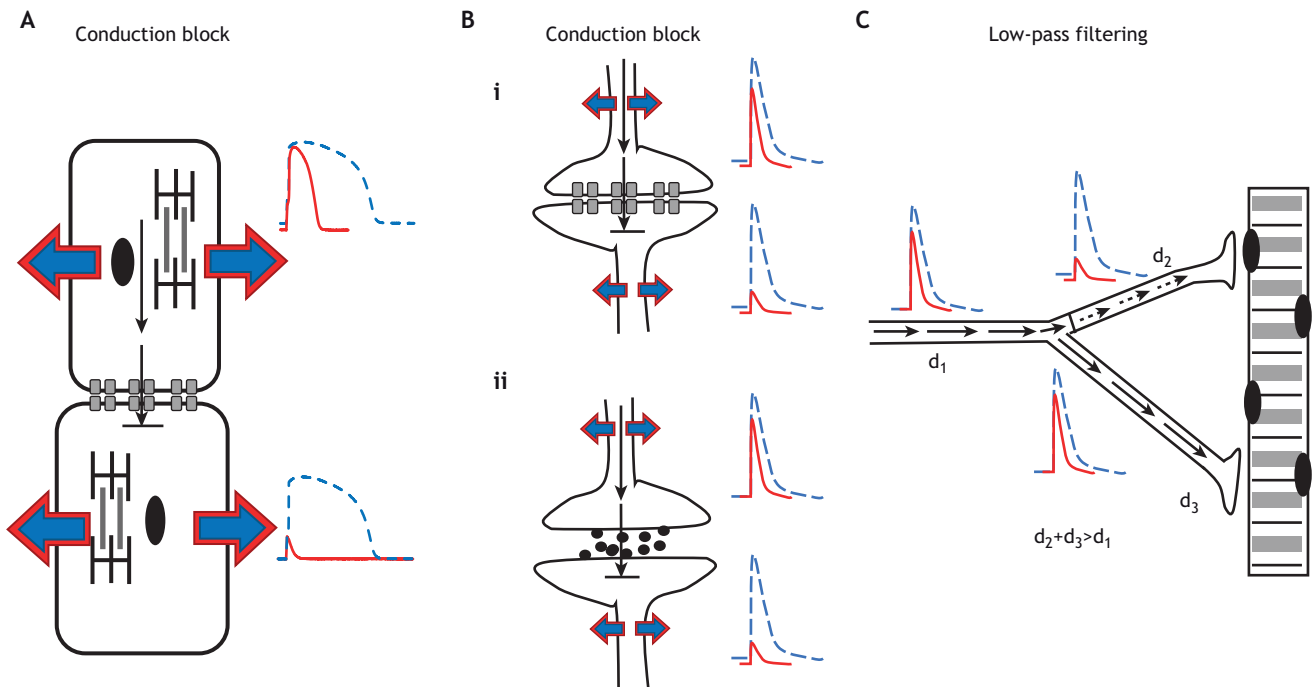 A
Conduction block
B
Conduction block
i
ii
C
Low-pass filtering
d₁
d₂
d₃
d₂+d₃>d₁